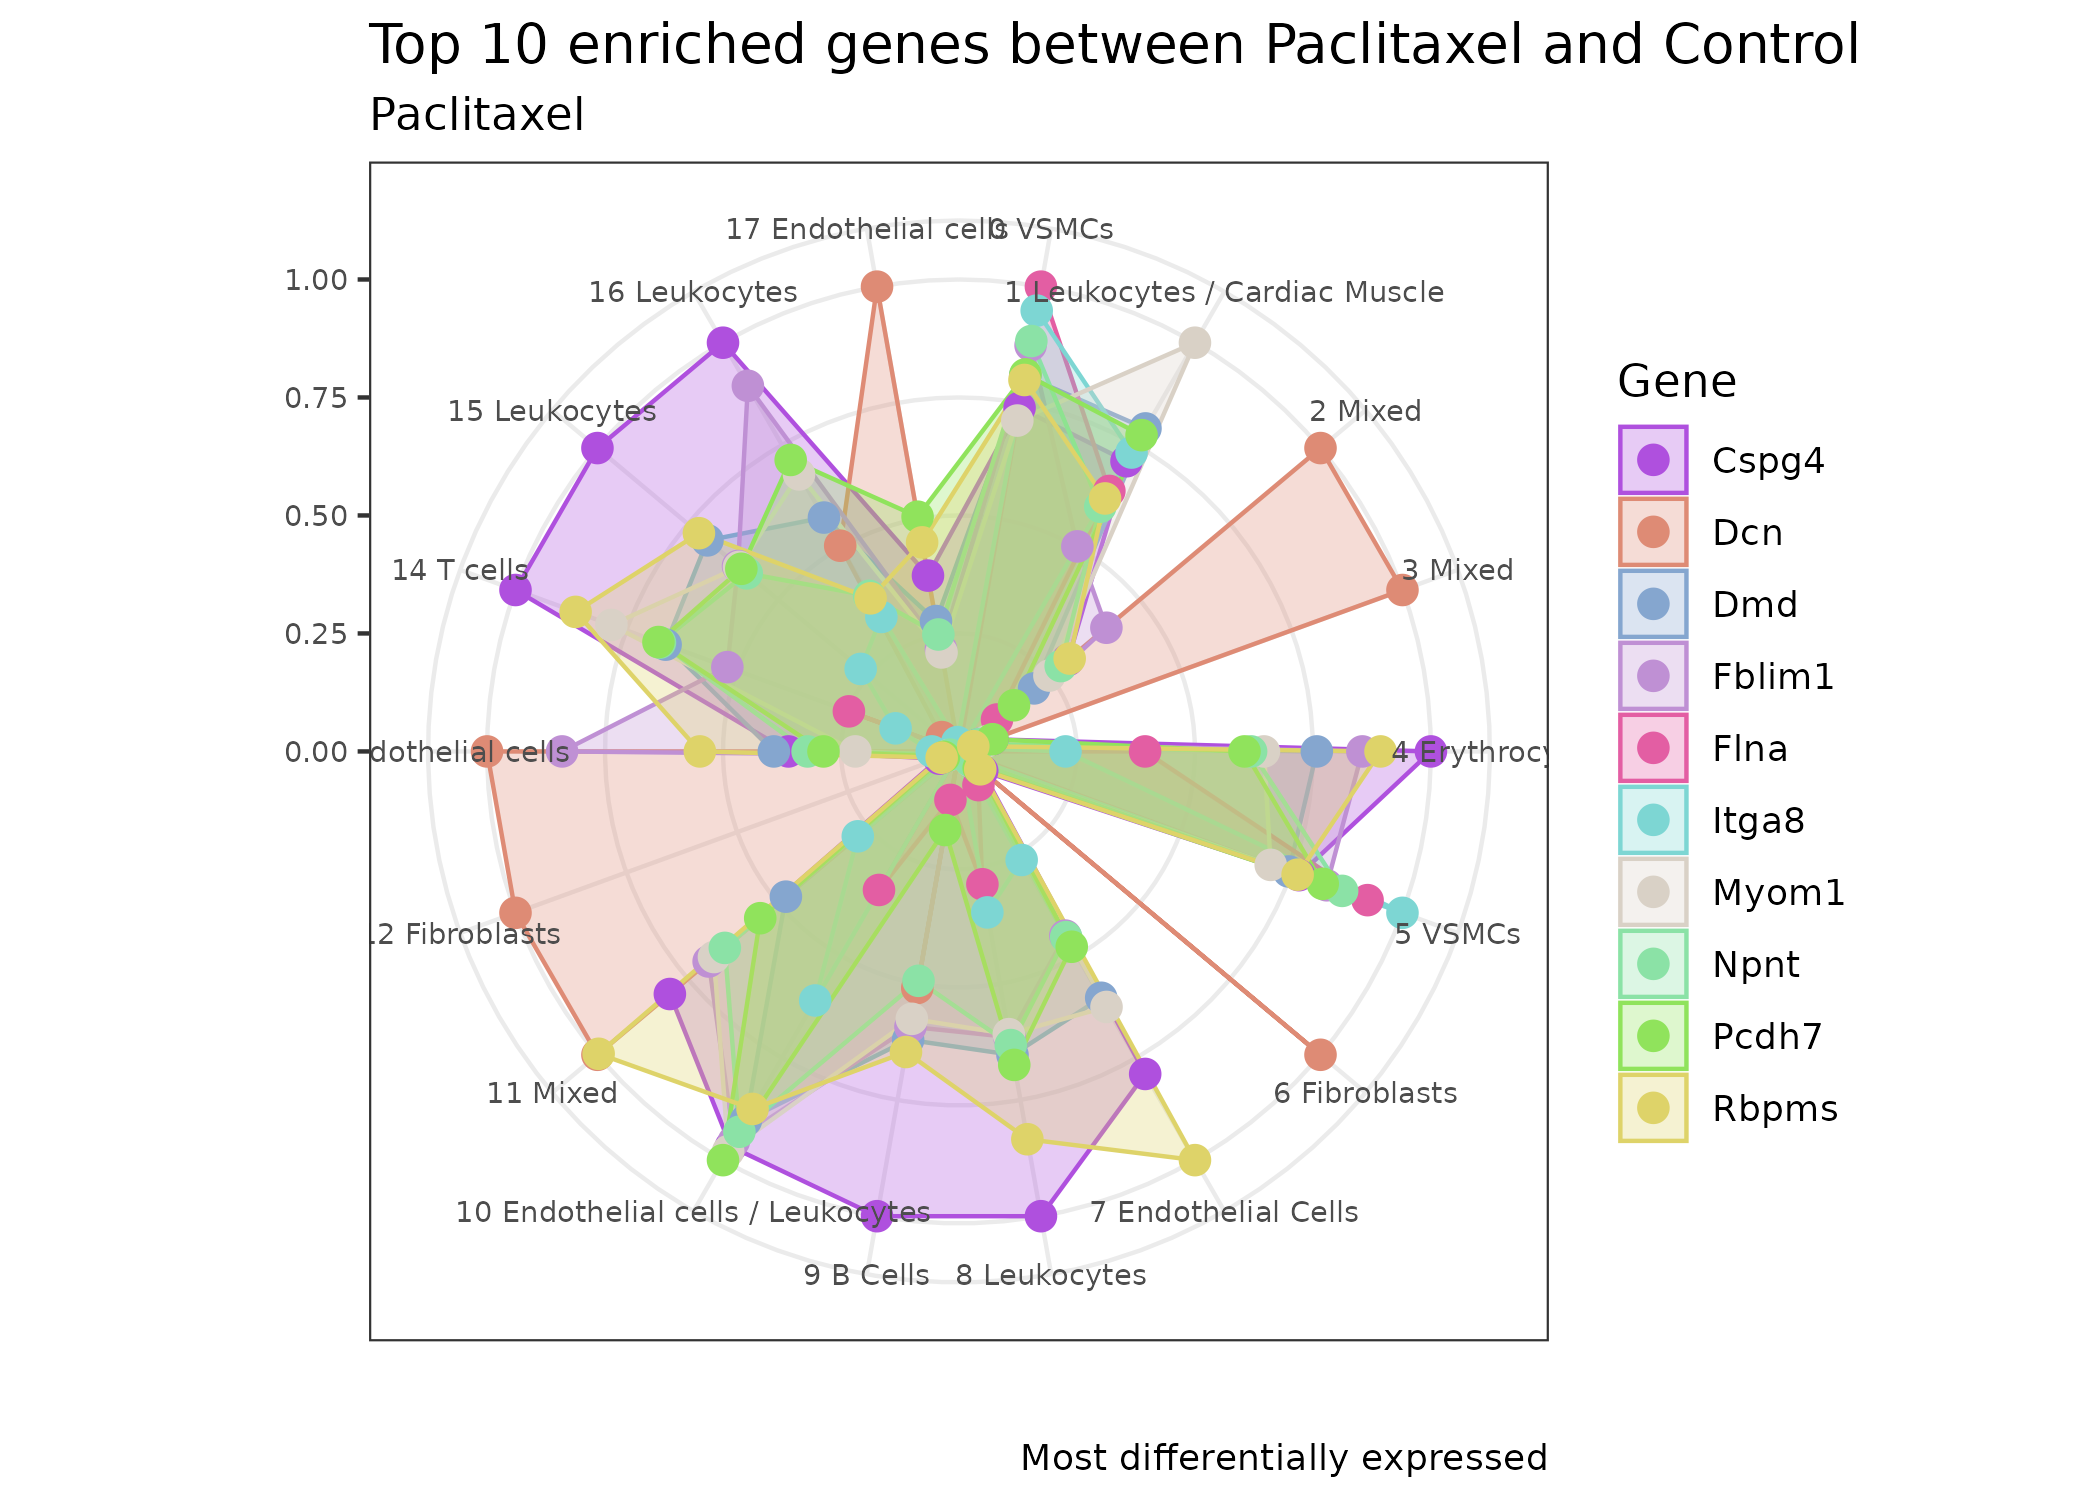 Top 10 enriched genes between Paclitaxel and Control
Paclitaxel
17 Endothelial cells
0 VSMCs
16 Leukocytes
1 Leukocytes / Cardiac Muscle
15 Leukocytes
2 Mixed
14 T cells
3 Mixed
dothelial cells
4 Erythrocy
12 Fibroblasts
5 VSMCs
11 Mixed
6 Fibroblasts
10 Endothelial cells / Leukocytes
7 Endothelial Cells
9 B Cells
8 Leukocytes
1.00
0.75
0.50
0.25
0.00
Gene
Cspg4
Dcn
Dmd
Fblim1
Flna
Itga8
Myom1
Npnt
Pcdh7
Rbpms
Most differentially expressed